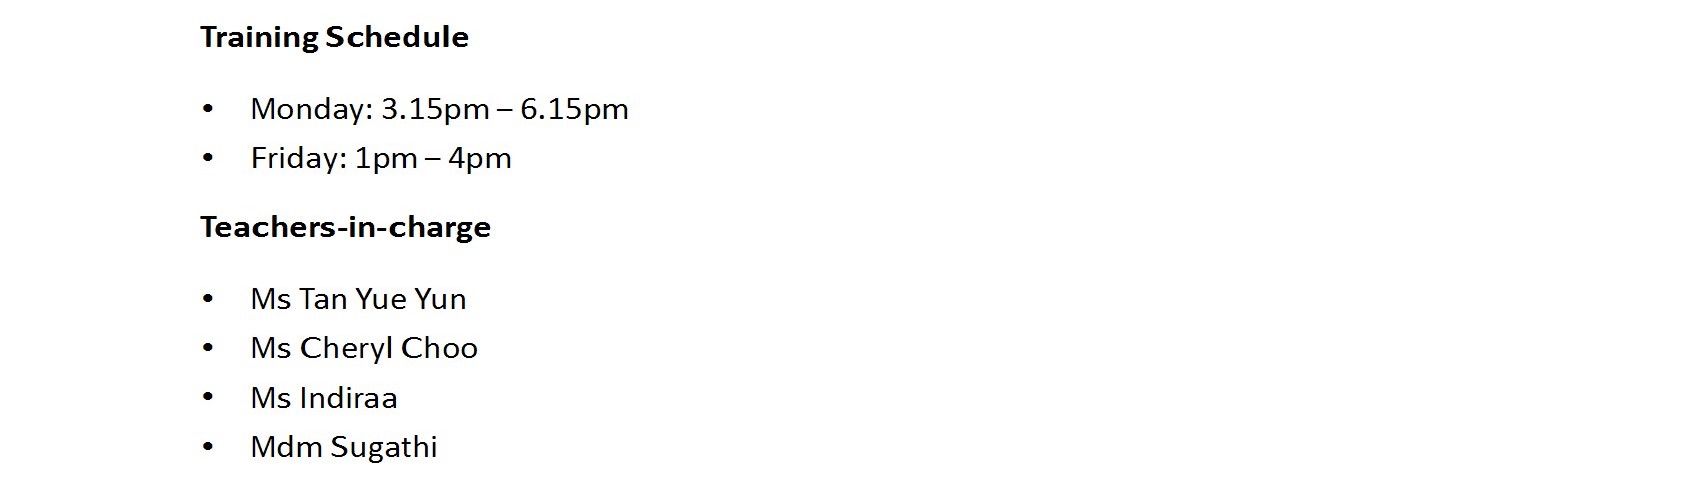 Training Schedule
• Monday: 3.15pm – 6.15pm
• Friday: 1pm – 4pm
Teachers-in-charge
• Ms Tan Yue Yun
• Ms Cheryl Choo
• Ms Indiraa
• Mdm Sugathi